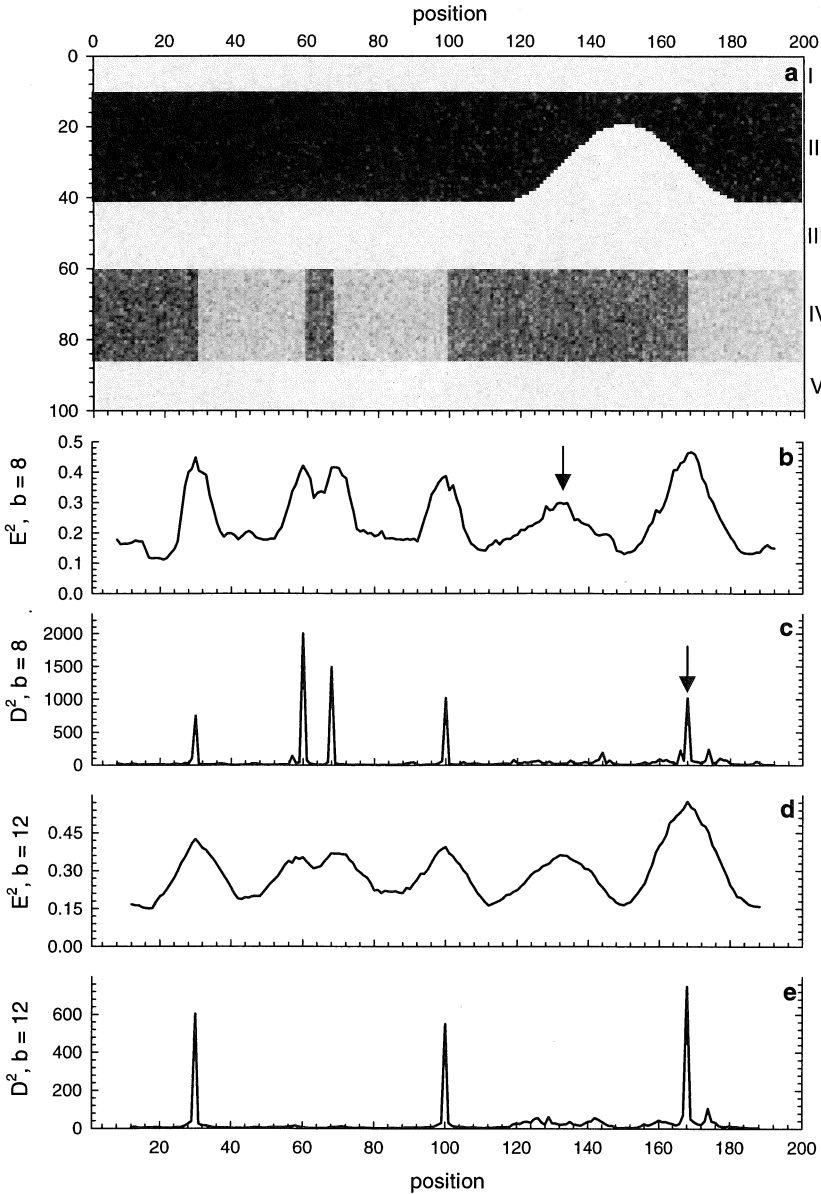 position
0 20 40 60 80 100 120 140 160 180 200
a
0
20
40
60
80
100
I
II
III
IV
V
b
E², b = 8
0.5
0.4
0.3
0.2
0.1
0.0
c
D², b = 8
2000
1500
1000
500
0
d
E², b = 12
0.45
0.30
0.15
0.00
e
D², b = 12
600
400
200
0
20 40 60 80 100 120 140 160 180 200
position